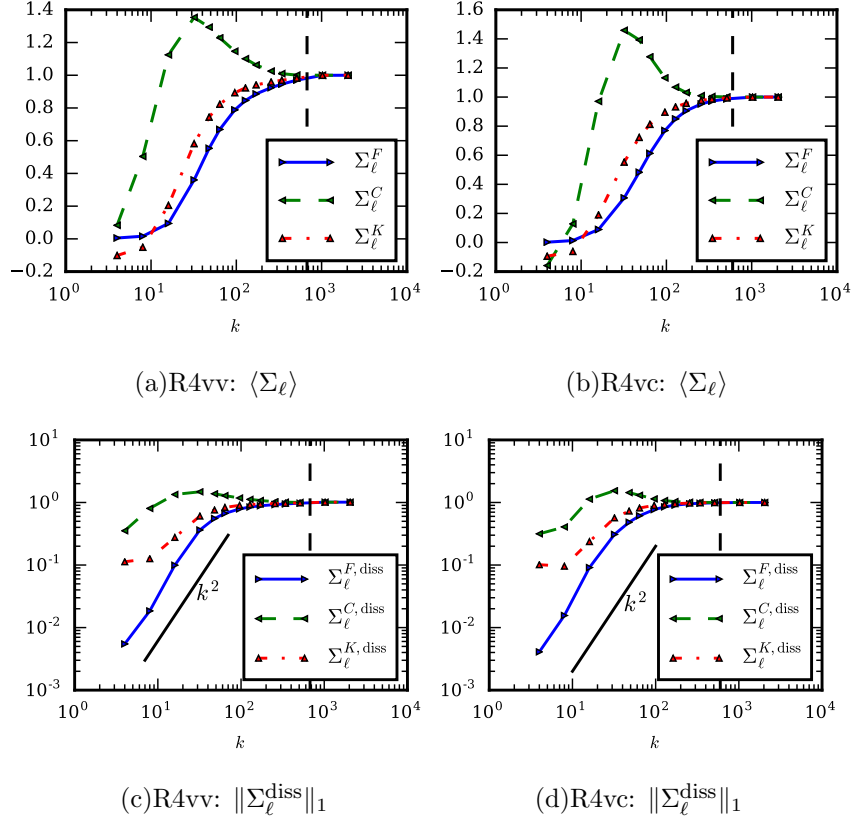 1.4
1.2
1.0
0.8
0.6
0.4
0.2
0.0
−0.2
10^0 10^1 10^2 10^3 10^4
k
Σ_ℓ^F
Σ_ℓ^C
Σ_ℓ^K
(a)R4vv: ⟨Σ_ℓ⟩
1.6
1.4
1.2
1.0
0.8
0.6
0.4
0.2
0.0
−0.2
10^0 10^1 10^2 10^3 10^4
k
Σ_ℓ^F
Σ_ℓ^C
Σ_ℓ^K
(b)R4vc: ⟨Σ_ℓ⟩
10^1
10^0
10^-1
10^-2
10^-3
10^0 10^1 10^2 10^3 10^4
k
k^2
Σ_ℓ^{F, diss}
Σ_ℓ^{C, diss}
Σ_ℓ^{K, diss}
(c)R4vv: ‖Σ_ℓ^diss‖_1
10^1
10^0
10^-1
10^-2
10^-3
10^0 10^1 10^2 10^3 10^4
k
k^2
Σ_ℓ^{F, diss}
Σ_ℓ^{C, diss}
Σ_ℓ^{K, diss}
(d)R4vc: ‖Σ_ℓ^diss‖_1